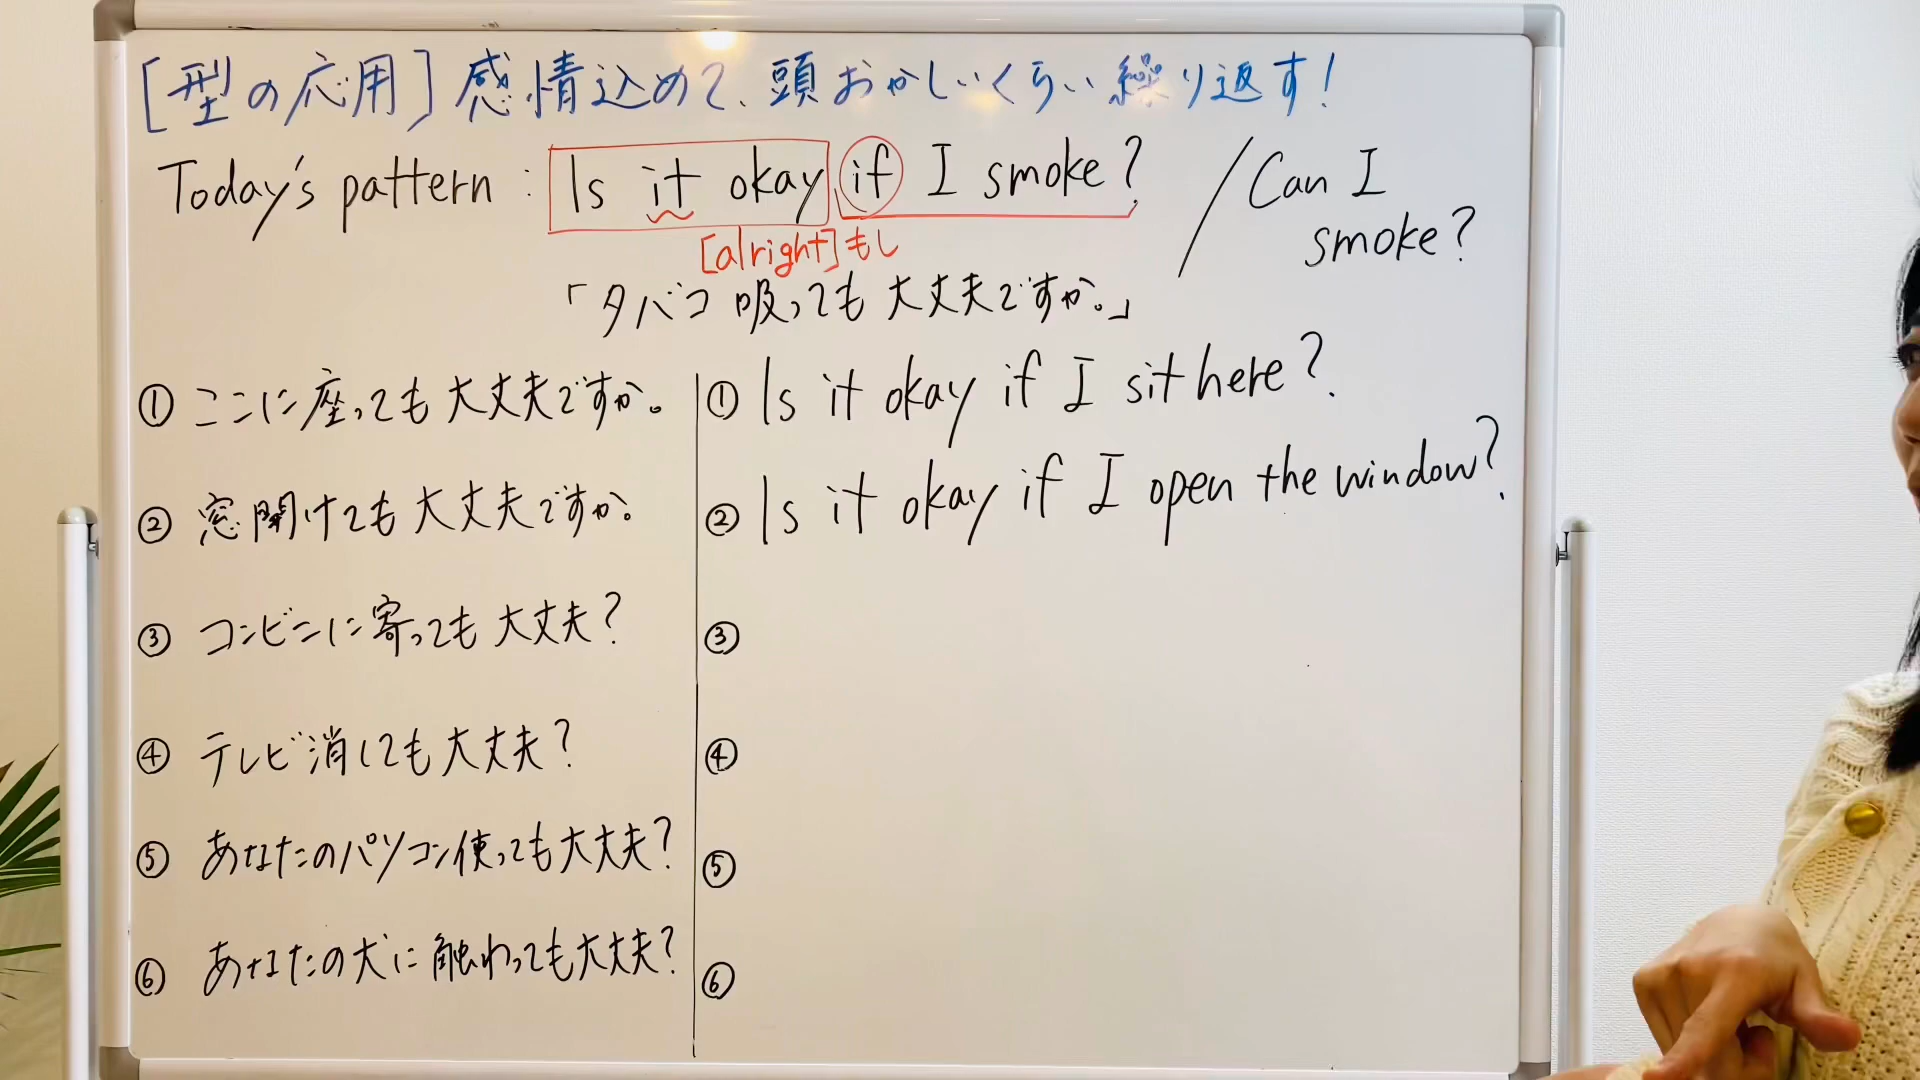 [型の応用] 感情込めて、頭おかしいくらい繰り返す！
Today's pattern : Is it okay if I smoke? / Can I
smoke?
[alright] もし
「タバコ吸っても大丈夫ですか。」
① ここに座っても大丈夫ですか。
② 窓開けても大丈夫ですか。
③ コンビニに寄っても大丈夫？
④ テレビ消しても大丈夫？
⑤ あなたのパソコン使っても大丈夫？
⑥ あなたの犬に触わっても大丈夫？
① Is it okay if I sit here?
② Is it okay if I open the window?
③
④
⑤
⑥